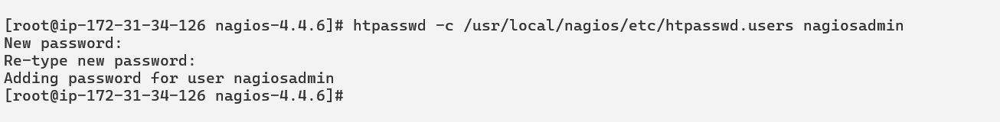 [root@ip-172-31-34-126 nagios-4.4.6]# htpasswd -c /usr/local/nagios/etc/htpasswd.users nagiosadmin
New password:
Re-type new password:
Adding password for user nagiosadmin
[root@ip-172-31-34-126 nagios-4.4.6]#